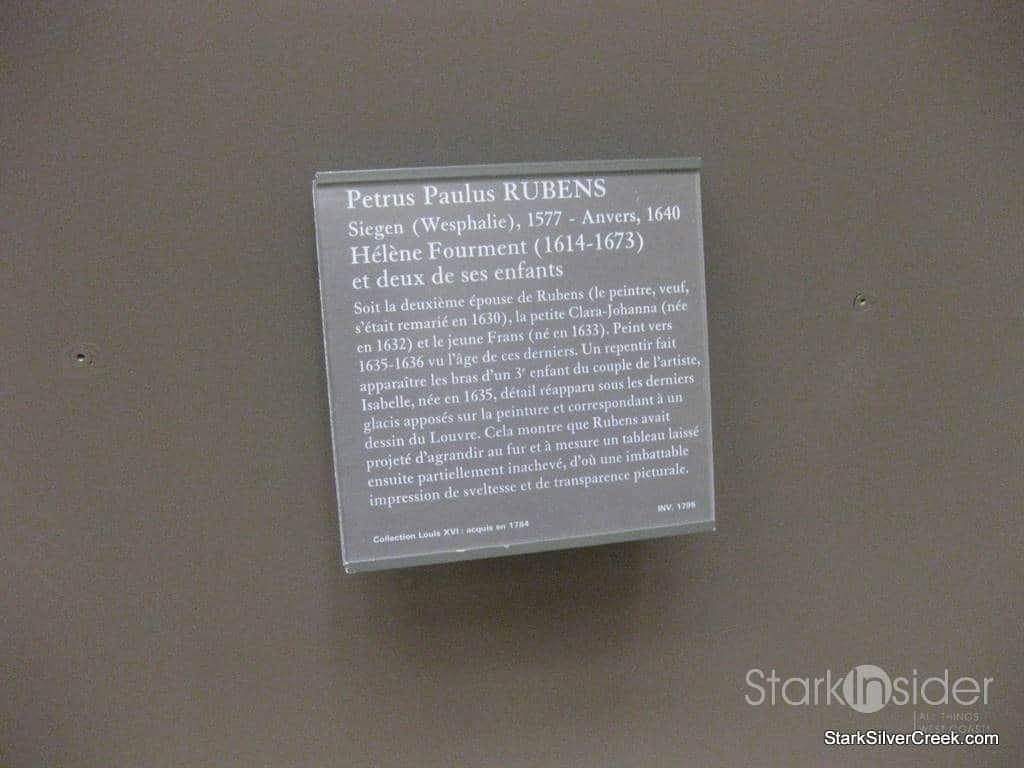 Petrus Paulus RUBENS
Siegen (Wesphalie), 1577 - Anvers, 1640
Hélène Fourment (1614-1673)
et deux de ses enfants
Soit la deuxième épouse de Rubens (le peintre, veuf,
s'était remarié en 1630), la petite Clara-Johanna (née
en 1632) et le jeune Frans (né en 1633). Peint vers
1635-1636 vu l'âge de ces derniers. Un repentir fait
apparaître les bras d'un 3e enfant du couple de l'artiste,
Isabelle, née en 1635, détail réapparu sous les derniers
glacis apposés sur la peinture et correspondant à un
dessin du Louvre. Cela montre que Rubens avait
projeté d'agrandir au fur et à mesure un tableau laissé
ensuite partiellement inachevé, d'où une imbattable
impression de sveltesse et de transparence picturale.
Collection Louis XVI : acquis en 1784
INV. 1795
StarkInsider
ALL THINGS
WEST COAST
StarkSilverCreek.com